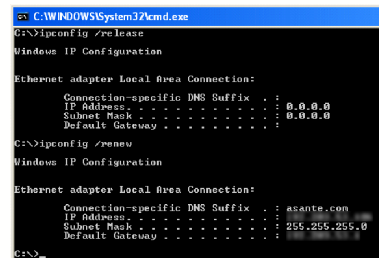 C:\WINDOWS\System32\cmd.exe
C:\>ipconfig /release
Windows IP Configuration
Ethernet adapter Local Area Connection:
Connection-specific DNS Suffix  . :
IP Address. . . . . . . . . . . . : 0.0.0.0
Subnet Mask . . . . . . . . . . . : 0.0.0.0
Default Gateway . . . . . . . . . :
C:\>ipconfig /renew
Windows IP Configuration
Ethernet adapter Local Area Connection:
Connection-specific DNS Suffix  . : asante.com
IP Address. . . . . . . . . . . . :
Subnet Mask . . . . . . . . . . . : 255.255.255.0
Default Gateway . . . . . . . . . :
C:\>_